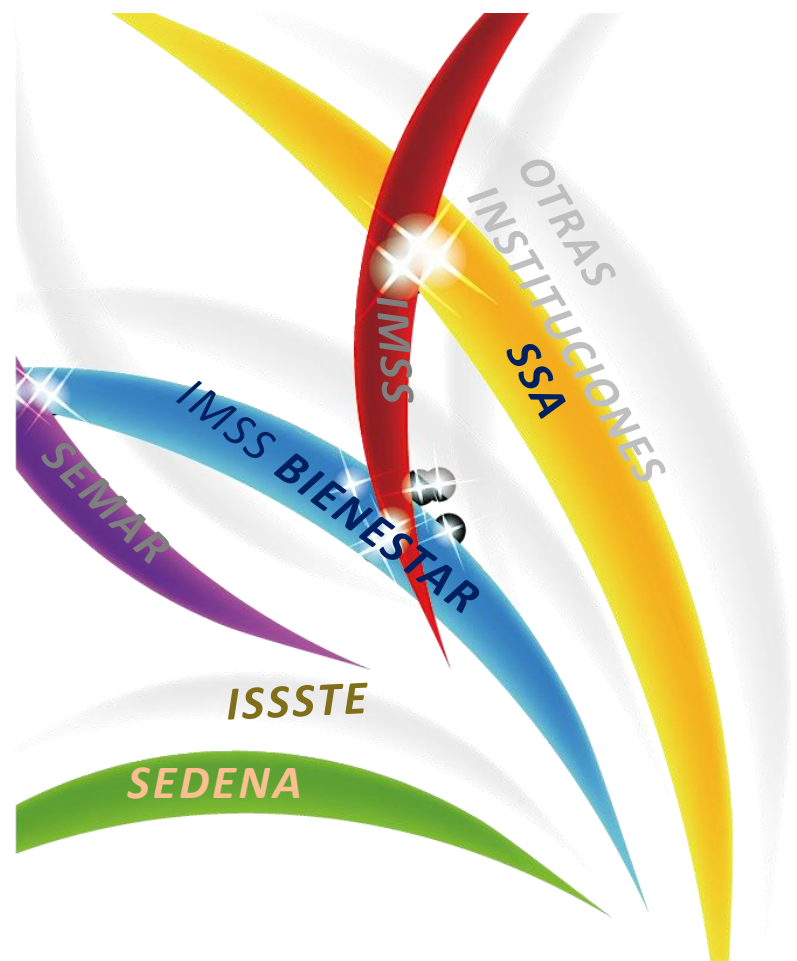 OTRAS
INSTITUCIONES
IMSS
SSA
IMSS BIENESTAR
SEMAR
ISSSTE
SEDENA